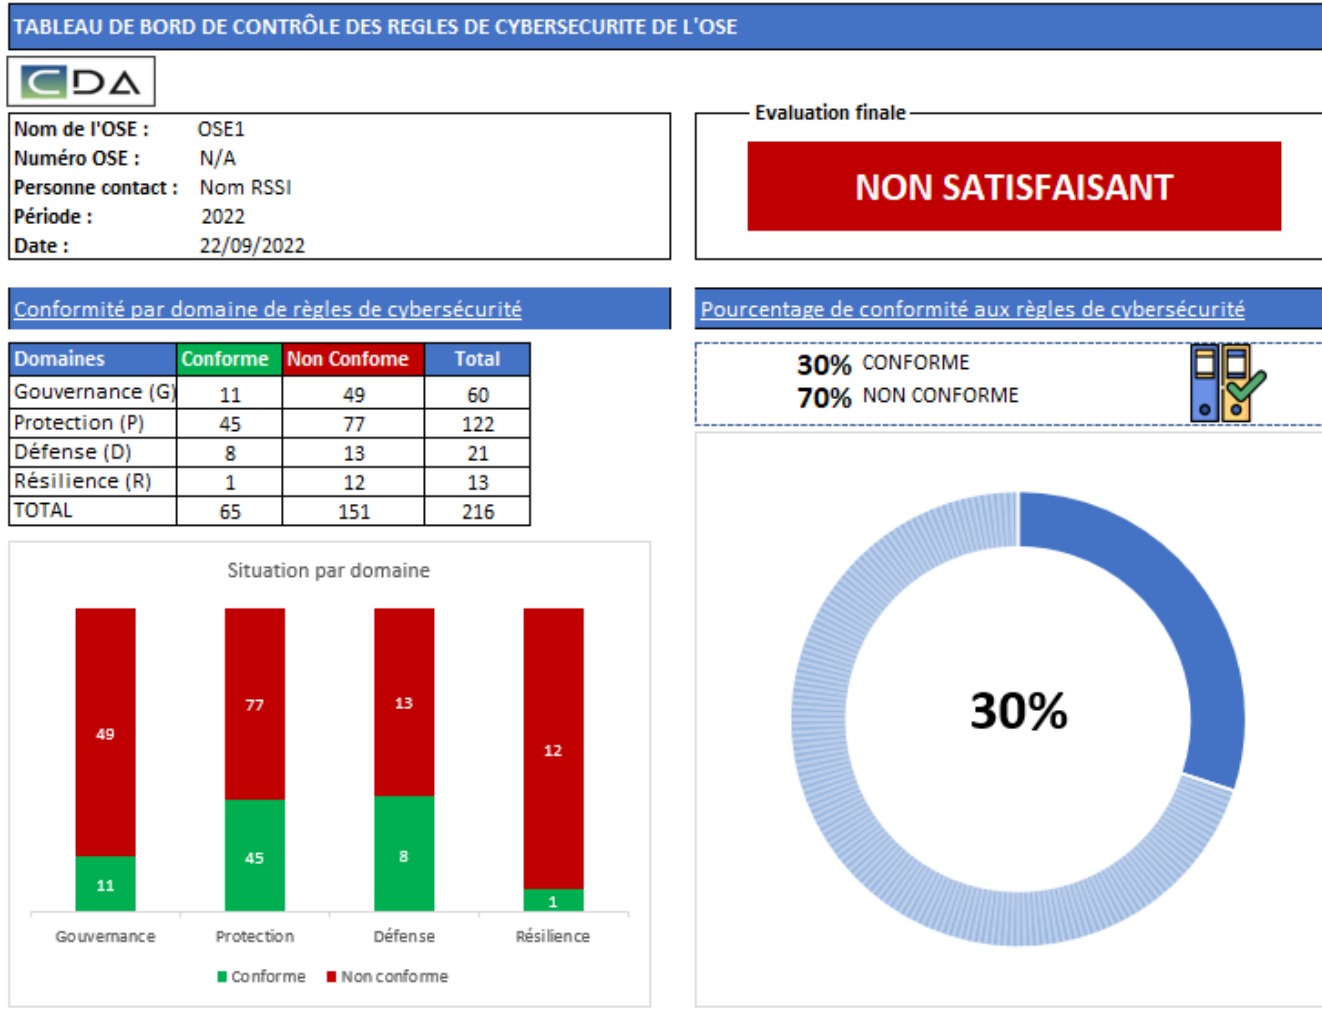 TABLEAU DE BORD DE CONTRÔLE DES REGLES DE CYBERSECURITE DE L'OSE
CDA
Nom de l'OSE : OSE1
Numéro OSE : N/A
Personne contact : Nom RSSI
Période : 2022
Date : 22/09/2022
Evaluation finale
NON SATISFAISANT
Conformité par domaine de règles de cybersécurité
Domaines Conforme Non Confome Total
Gouvernance (G) 11 49 60
Protection (P) 45 77 122
Défense (D) 8 13 21
Résilience (R) 1 12 13
TOTAL 65 151 216
Situation par domaine
49 77 13 12
11 45 8 1
Gouvernance Protection Défense Résilience
Conforme Non conforme
Pourcentage de conformité aux règles de cybersécurité
30% CONFORME
70% NON CONFORME
30%